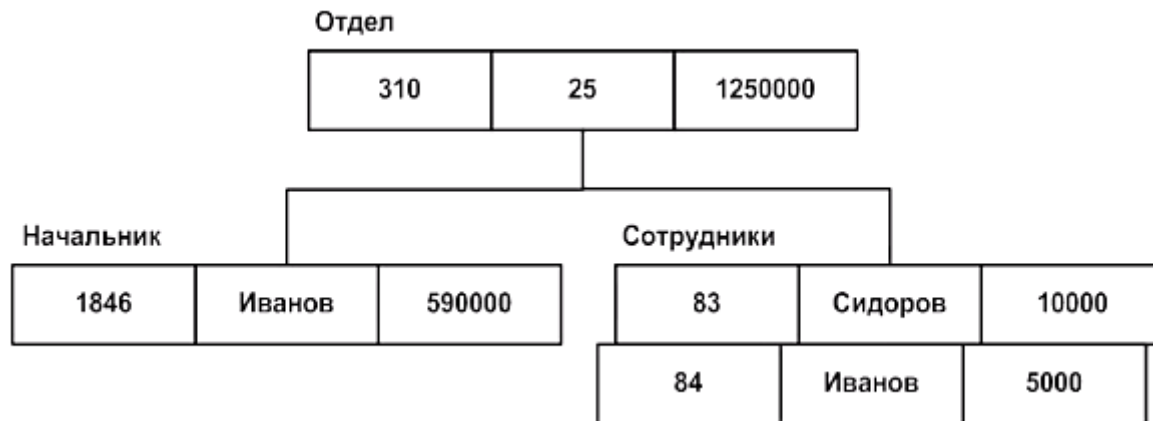 Отдел
310 25 1250000
Начальник
1846 Иванов 590000
Сотрудники
83 Сидоров 10000
84 Иванов 5000